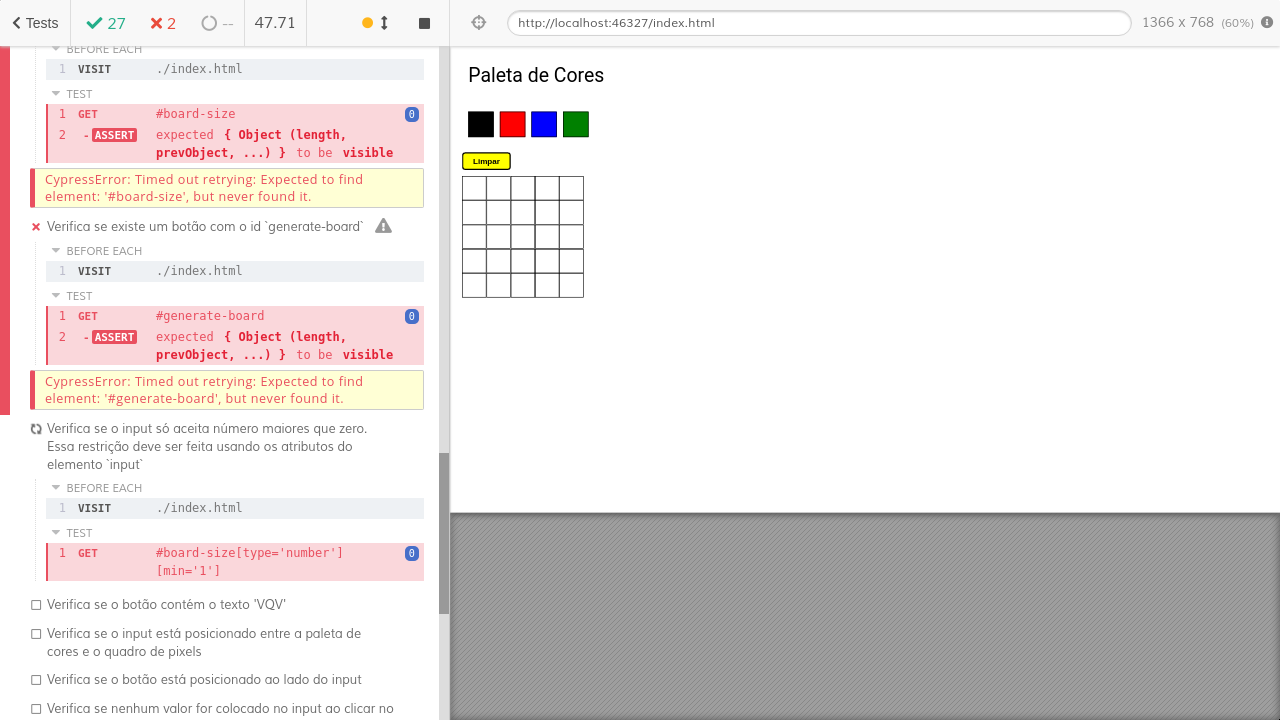 Tests
27
2
--
47.71
http://localhost:46327/index.html
1366 x 768 (60%)
BEFORE EACH
1 VISIT ./index.html
TEST
1 GET #board-size 0
2 -ASSERT expected { Object (length,
prevObject, ...) } to be visible
CypressError: Timed out retrying: Expected to find
element: '#board-size', but never found it.
Verifica se existe um botão com o id `generate-board`
BEFORE EACH
1 VISIT ./index.html
TEST
1 GET #generate-board 0
2 -ASSERT expected { Object (length,
prevObject, ...) } to be visible
CypressError: Timed out retrying: Expected to find
element: '#generate-board', but never found it.
Verifica se o input só aceita número maiores que zero.
Essa restrição deve ser feita usando os atributos do
elemento `input`
BEFORE EACH
1 VISIT ./index.html
TEST
1 GET #board-size[type='number'] 0
[min='1']
Verifica se o botão contém o texto 'VQV'
Verifica se o input está posicionado entre a paleta de
cores e o quadro de pixels
Verifica se o botão está posicionado ao lado do input
Verifica se nenhum valor for colocado no input ao clicar no
Paleta de Cores
Limpar